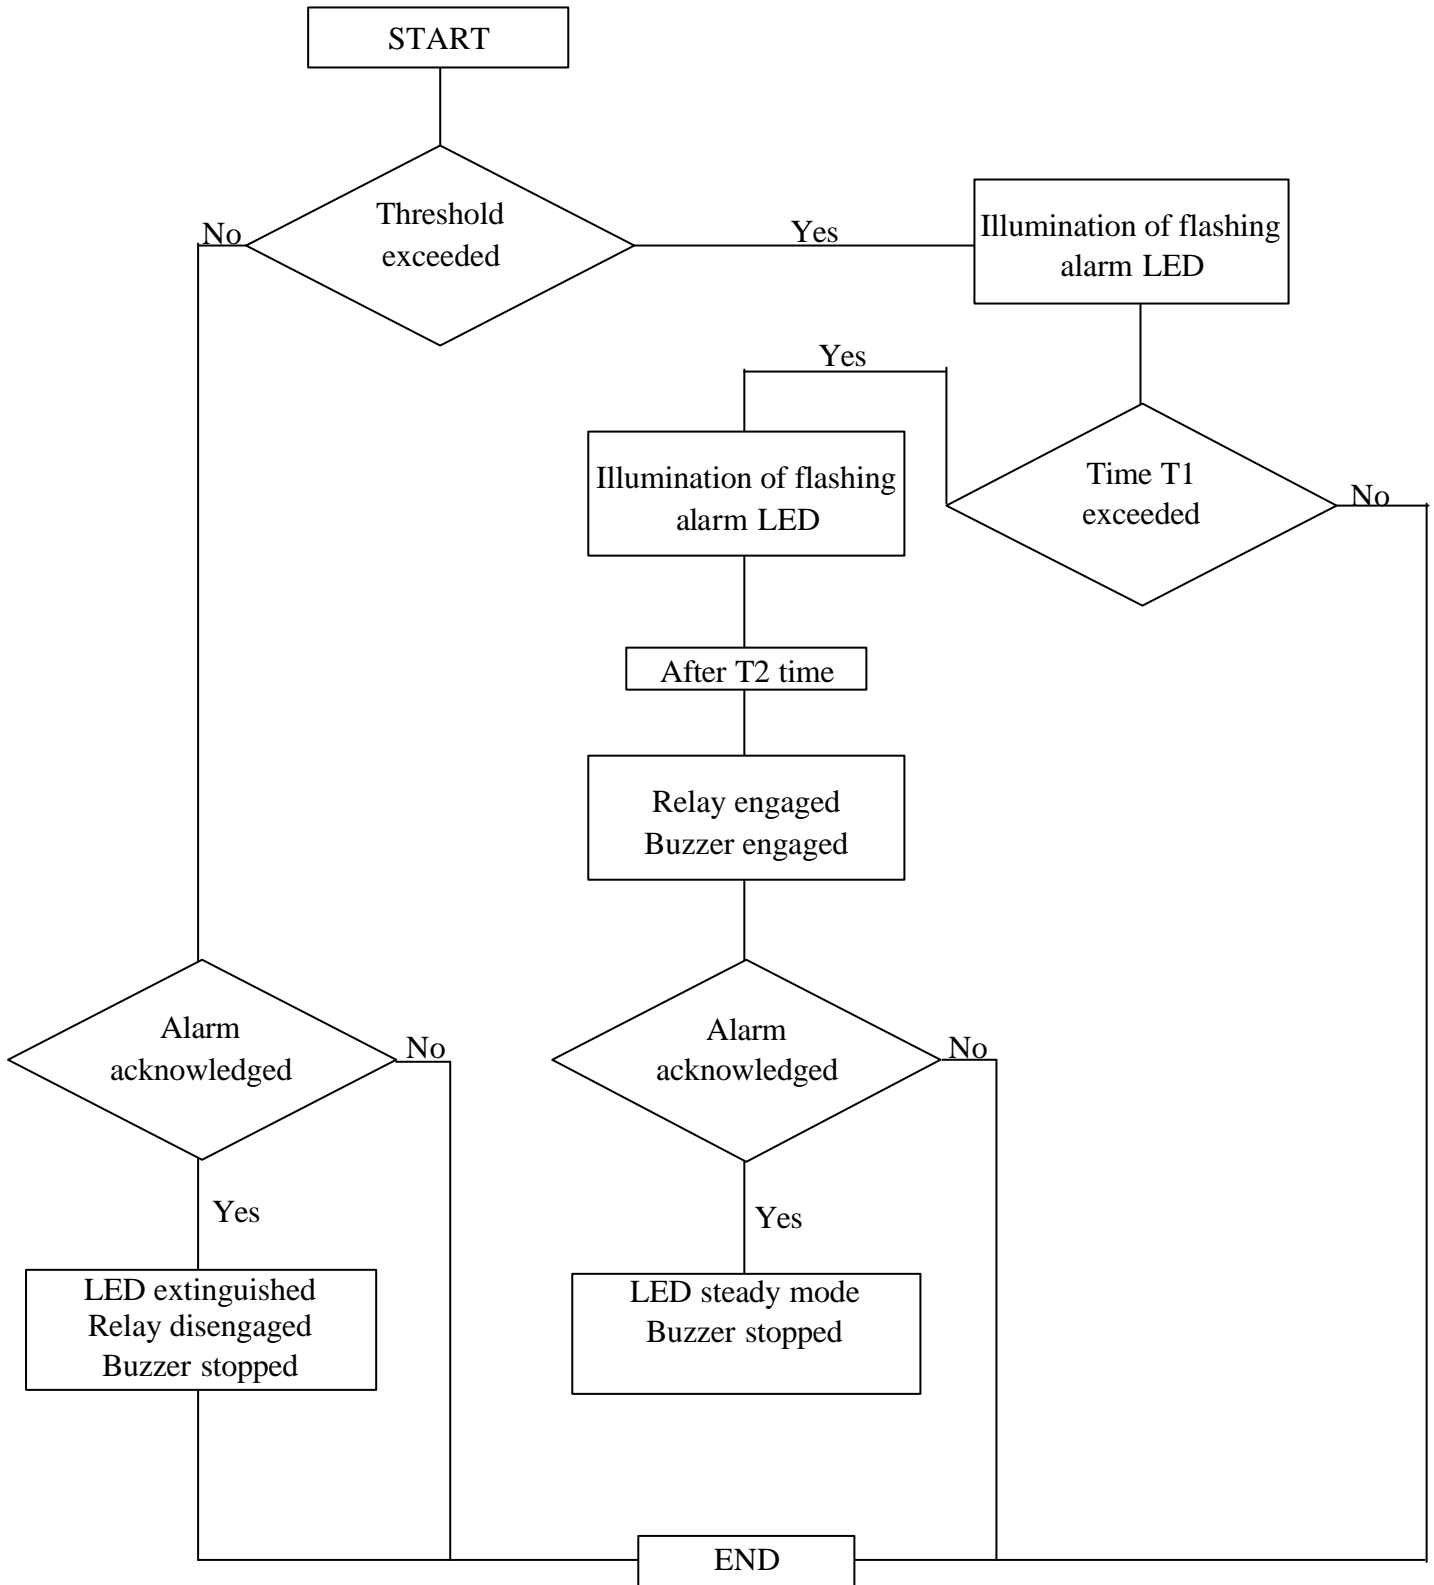 START
Threshold
exceeded
No
Yes
Illumination of flashing
alarm LED
Yes
Illumination of flashing
alarm LED
Time T1
exceeded
No
After T2 time
Relay engaged
Buzzer engaged
Alarm
acknowledged
No
Alarm
acknowledged
No
Yes
Yes
LED extinguished
Relay disengaged
Buzzer stopped
LED steady mode
Buzzer stopped
END